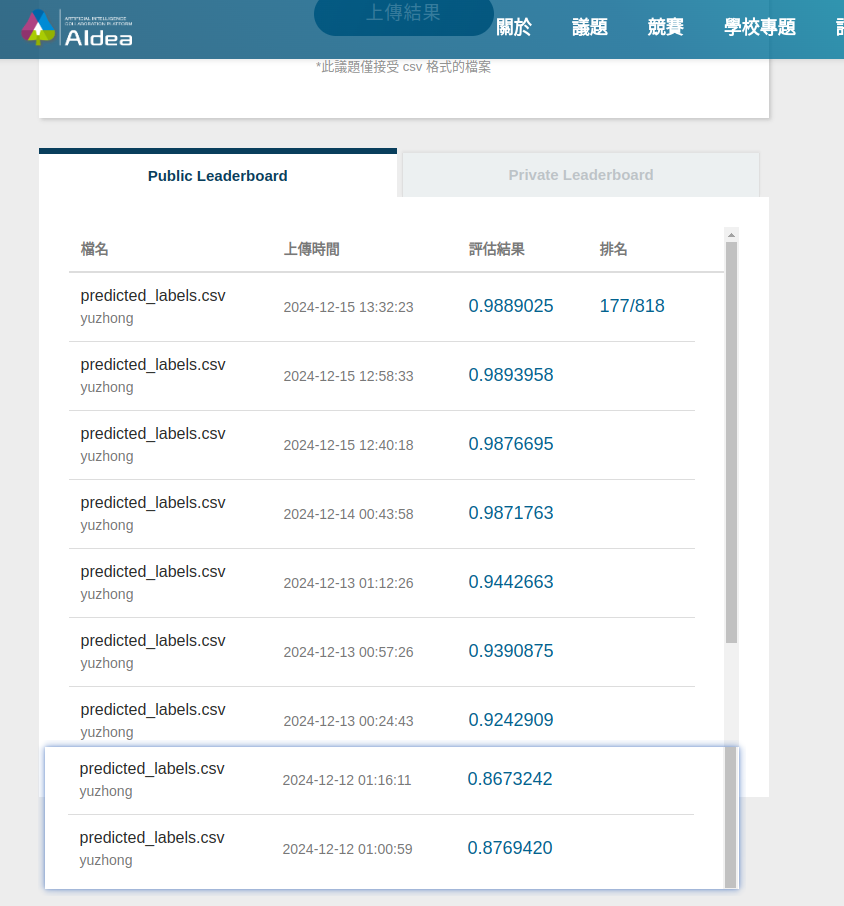 ARTIFICIAL INTELLIGENCE
COLLABORATION PLATFORM
AIdea
上傳結果
關於 議題 競賽 學校專題
*此議題僅接受 csv 格式的檔案
Public Leaderboard Private Leaderboard
檔名 上傳時間 評估結果 排名
predicted_labels.csv
yuzhong 2024-12-15 13:32:23 0.9889025 177/818
predicted_labels.csv
yuzhong 2024-12-15 12:58:33 0.9893958
predicted_labels.csv
yuzhong 2024-12-15 12:40:18 0.9876695
predicted_labels.csv
yuzhong 2024-12-14 00:43:58 0.9871763
predicted_labels.csv
yuzhong 2024-12-13 01:12:26 0.9442663
predicted_labels.csv
yuzhong 2024-12-13 00:57:26 0.9390875
predicted_labels.csv
yuzhong 2024-12-13 00:24:43 0.9242909
predicted_labels.csv
yuzhong 2024-12-12 01:16:11 0.8673242
predicted_labels.csv
yuzhong 2024-12-12 01:00:59 0.8769420